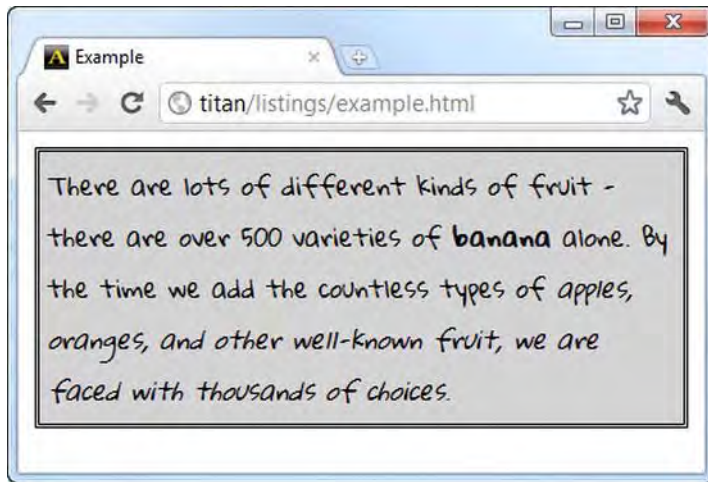 Example
titan/listings/example.html
There are lots of different kinds of fruit -
there are over 500 varieties of banana alone. By
the time we add the countless types of apples,
oranges, and other well-known fruit, we are
faced with thousands of choices.